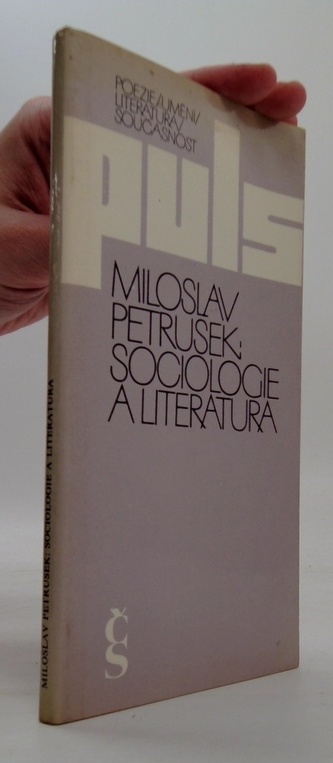 POEZIE/UMĚNÍ/
LITERATURA/
SOUČASNOST
puls
MILOSLAV
PETRUSEK:
SOCIOLOGIE
A LITERATURA
ČS
MILOSLAV PETRUSEK: SOCIOLOGIE A LITERATURA